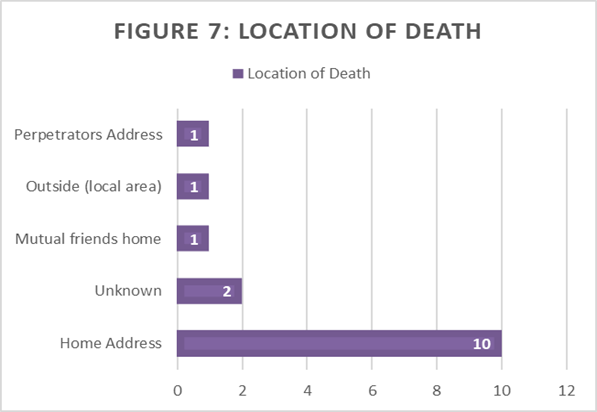 FIGURE 7: LOCATION OF DEATH
Location of Death
Perpetrators Address 1
Outside (local area) 1
Mutual friends home 1
Unknown 2
Home Address 10
0 2 4 6 8 10 12